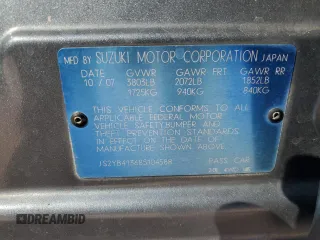 MFD BY SUZUKI MOTOR CORPORATION JAPAN
DATE GVWR GAWR FRT GAWR RR
10 / 07 3803LB 2072LB 1852LB
1725KG 940KG 840KG
THIS VEHICLE CONFORMS TO ALL
APPLICABLE FEDERAL MOTOR
VEHICLE SAFETY,BUMPER AND
THEFT PREVENTION STANDARDS
IN EFFECT ON THE DATE OF
MANUFACTURE SHOWN ABOVE
PASS CAR
DREAMBID